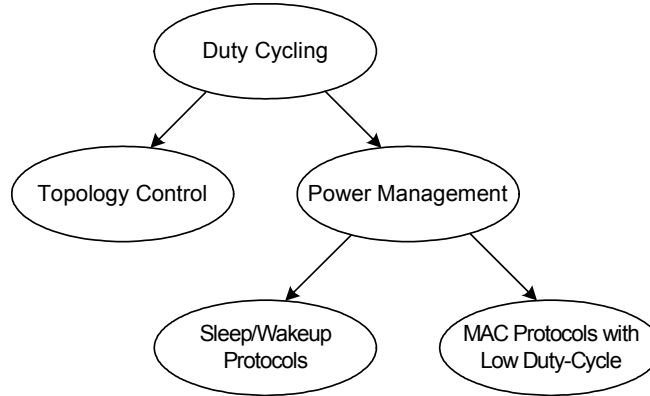 Duty Cycling
Topology Control
Power Management
Sleep/Wakeup
Protocols
MAC Protocols with
Low Duty-Cycle